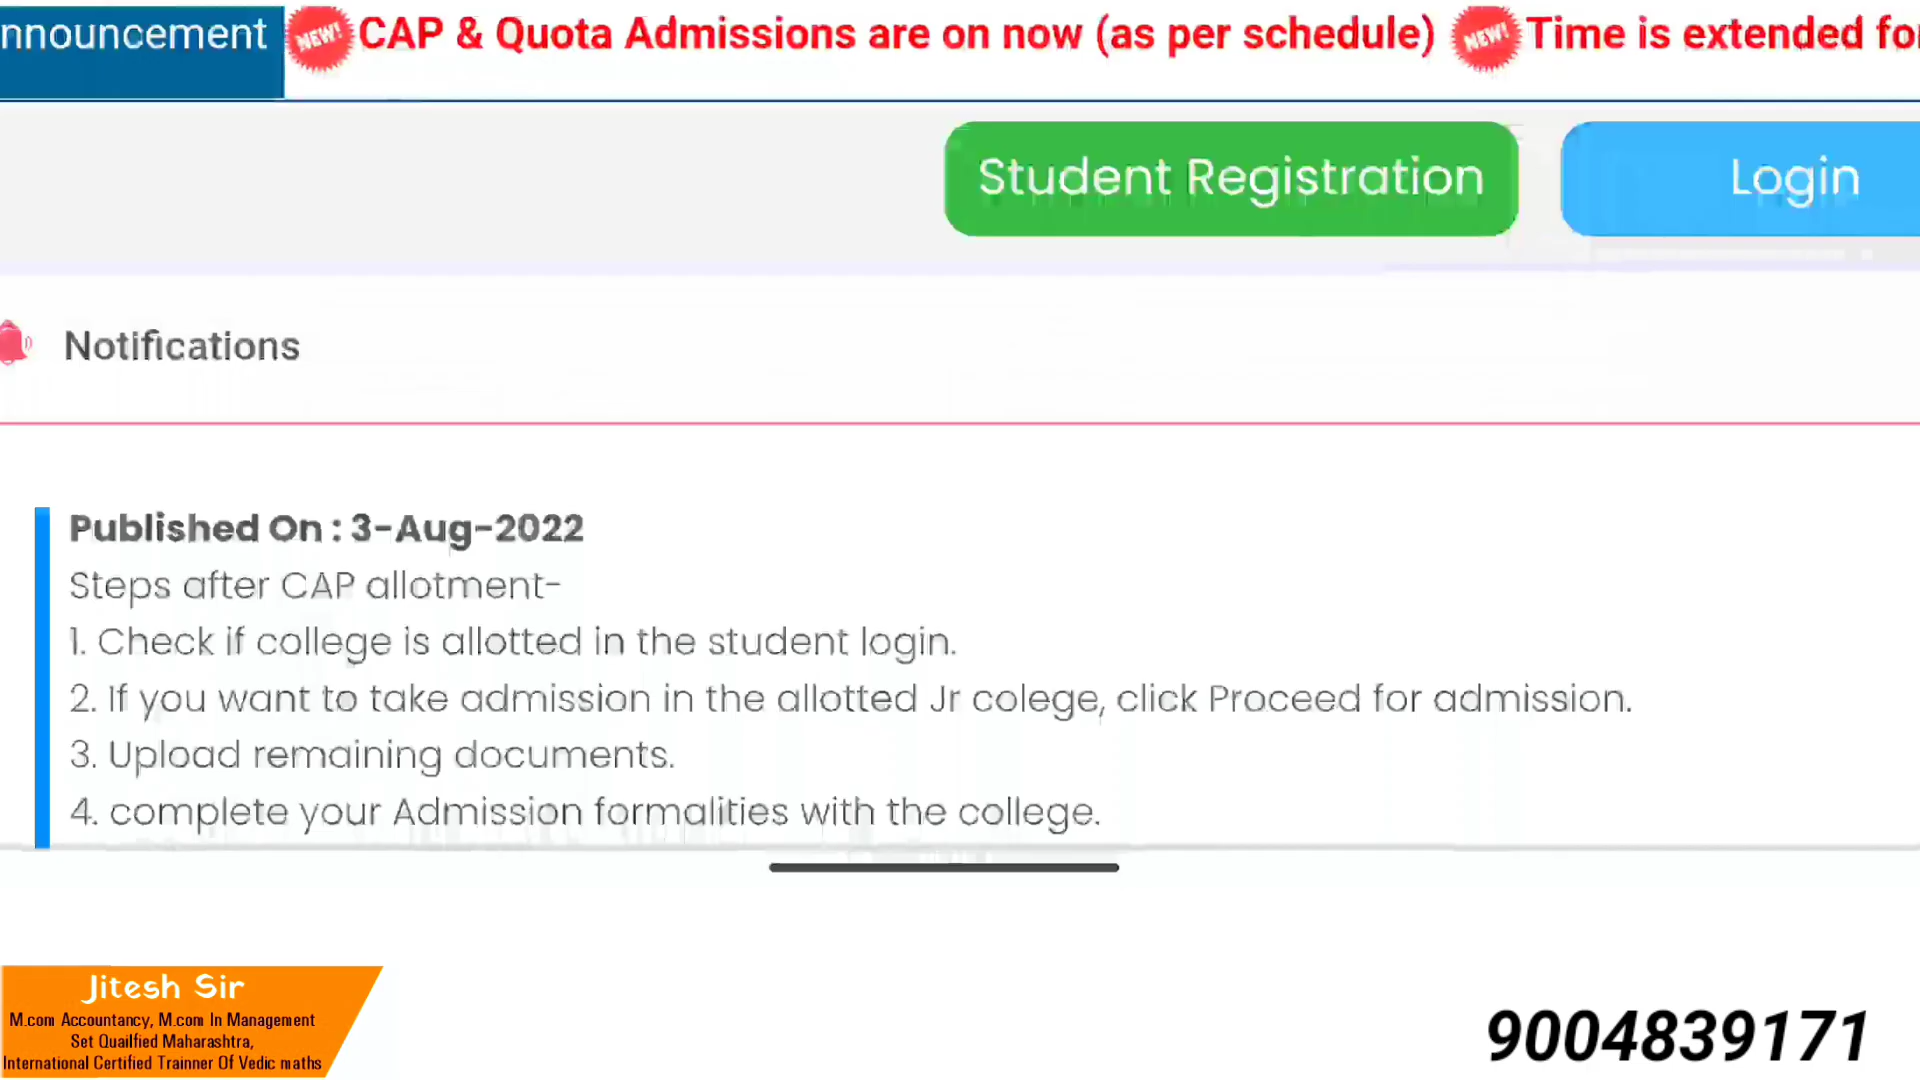 nnouncement NEW! CAP & Quota Admissions are on now (as per schedule) NEW! Time is extended fo
Student Registration Login
Notifications
Published On : 3-Aug-2022
Steps after CAP allotment-
1. Check if college is allotted in the student login.
2. If you want to take admission in the allotted Jr colege, click Proceed for admission.
3. Upload remaining documents.
4. complete your Admission formalities with the college.
Jitesh Sir
M.com Accountancy, M.com In Management
Set Quailfied Maharashtra,
International Certified Trainner Of Vedic maths
9004839171